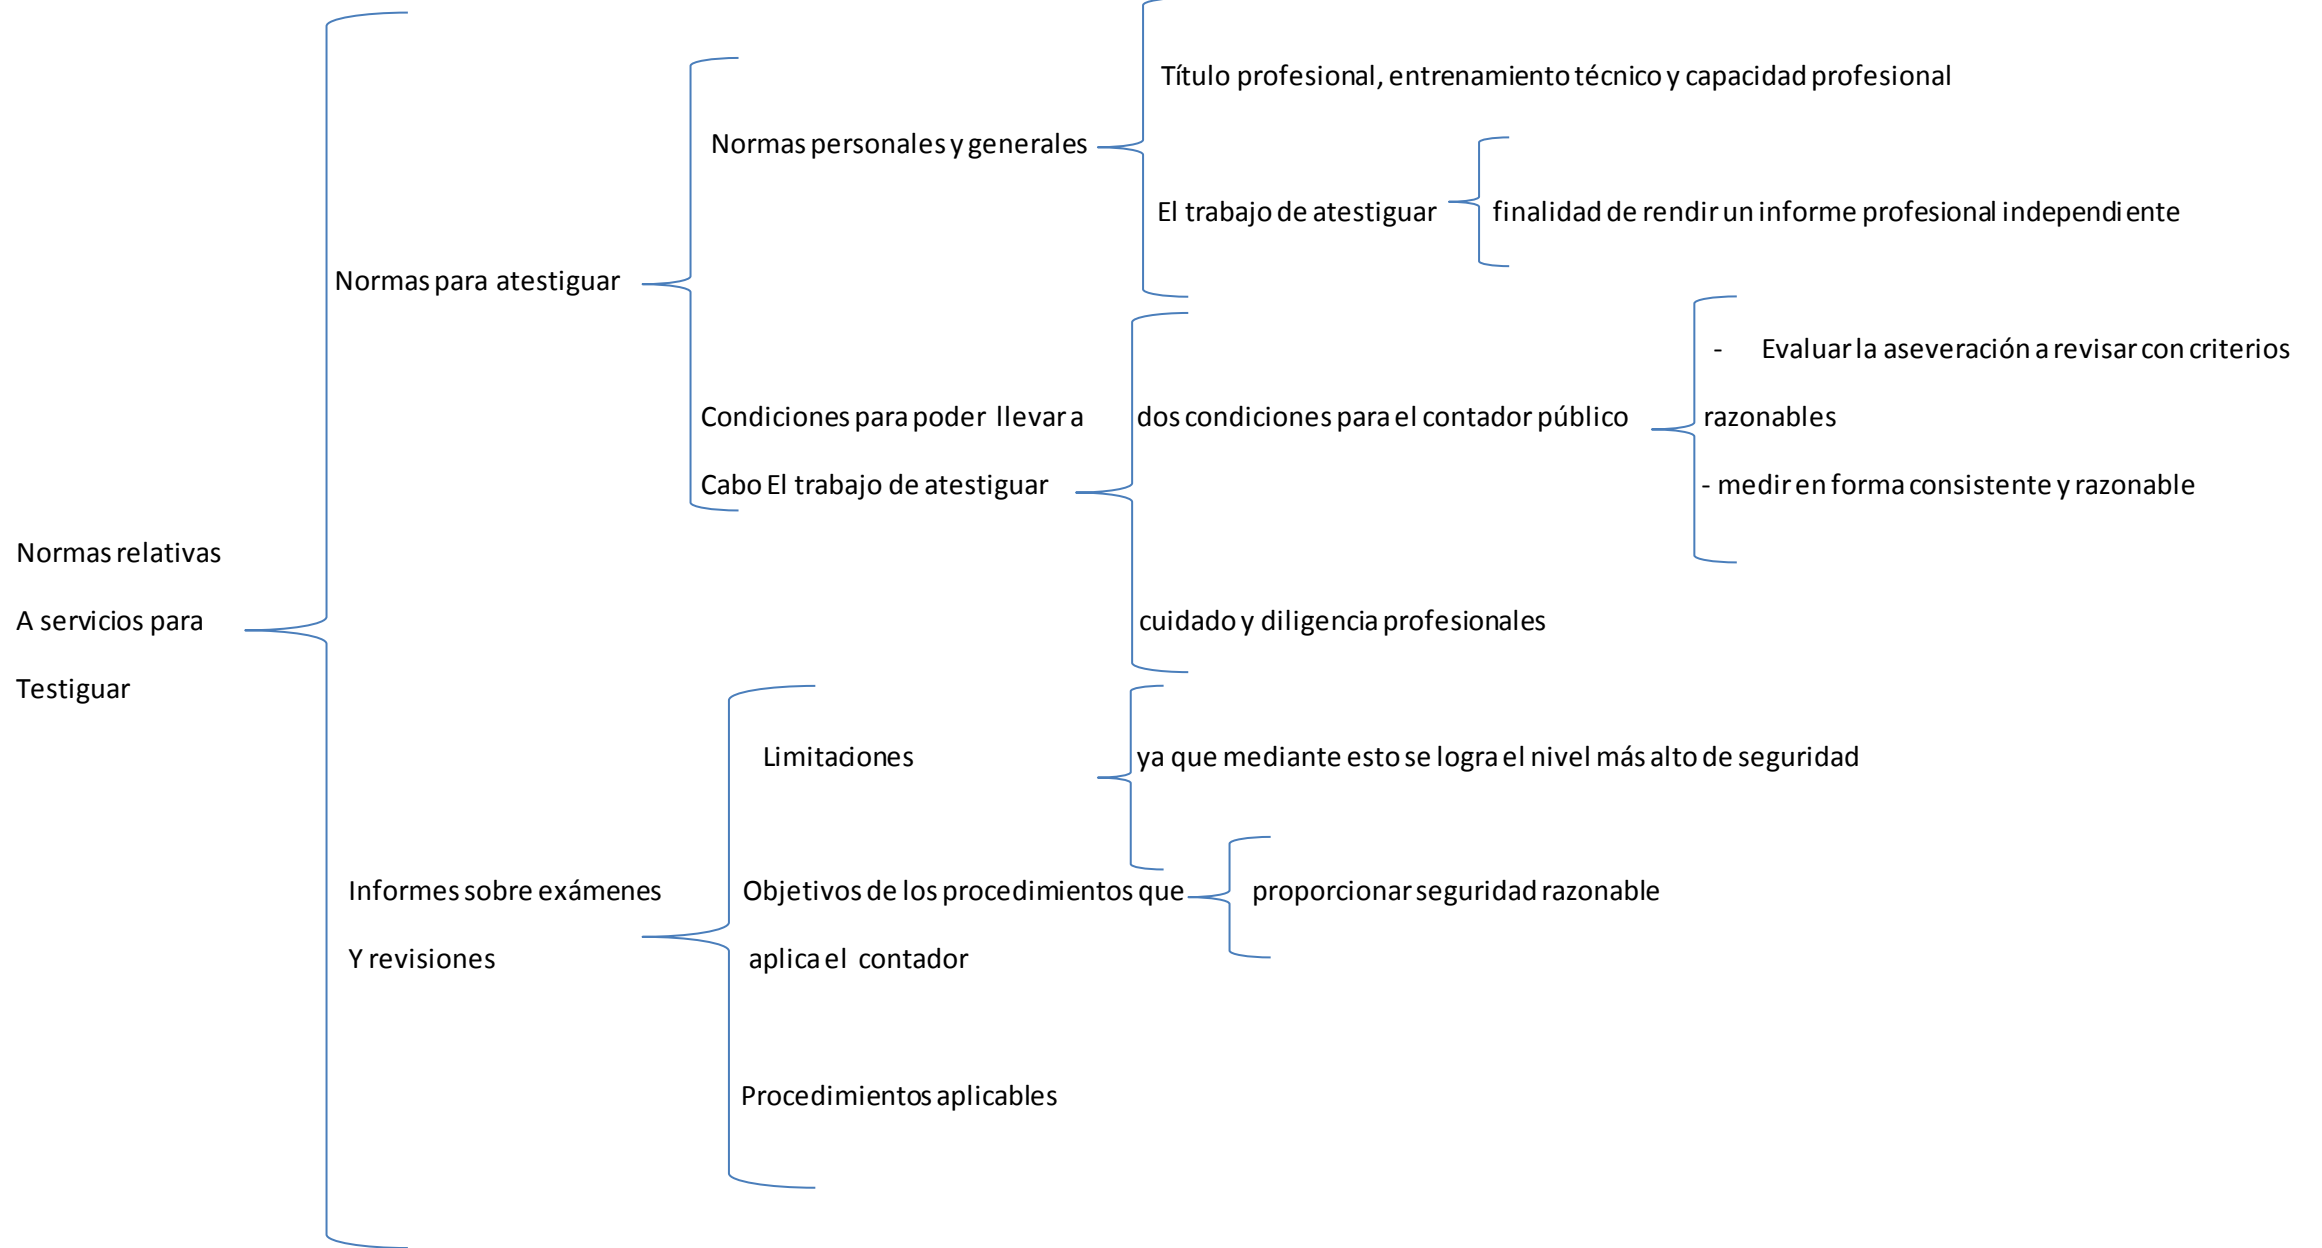 Título profesional, entrenamiento técnico y capacidad profesional
Normas personales y generales
El trabajo de atestiguar
finalidad de rendir un informe profesional independiente
Normas para atestiguar
- Evaluar la aseveración a revisar con criterios
Condiciones para poder llevar a
dos condiciones para el contador público
razonables
Cabo El trabajo de atestiguar
- medir en forma consistente y razonable
Normas relativas
A servicios para
cuidado y diligencia profesionales
Testiguar
Limitaciones
ya que mediante esto se logra el nivel más alto de seguridad
Informes sobre exámenes
Objetivos de los procedimientos que
proporcionar seguridad razonable
Y revisiones
aplica el contador
Procedimientos aplicables